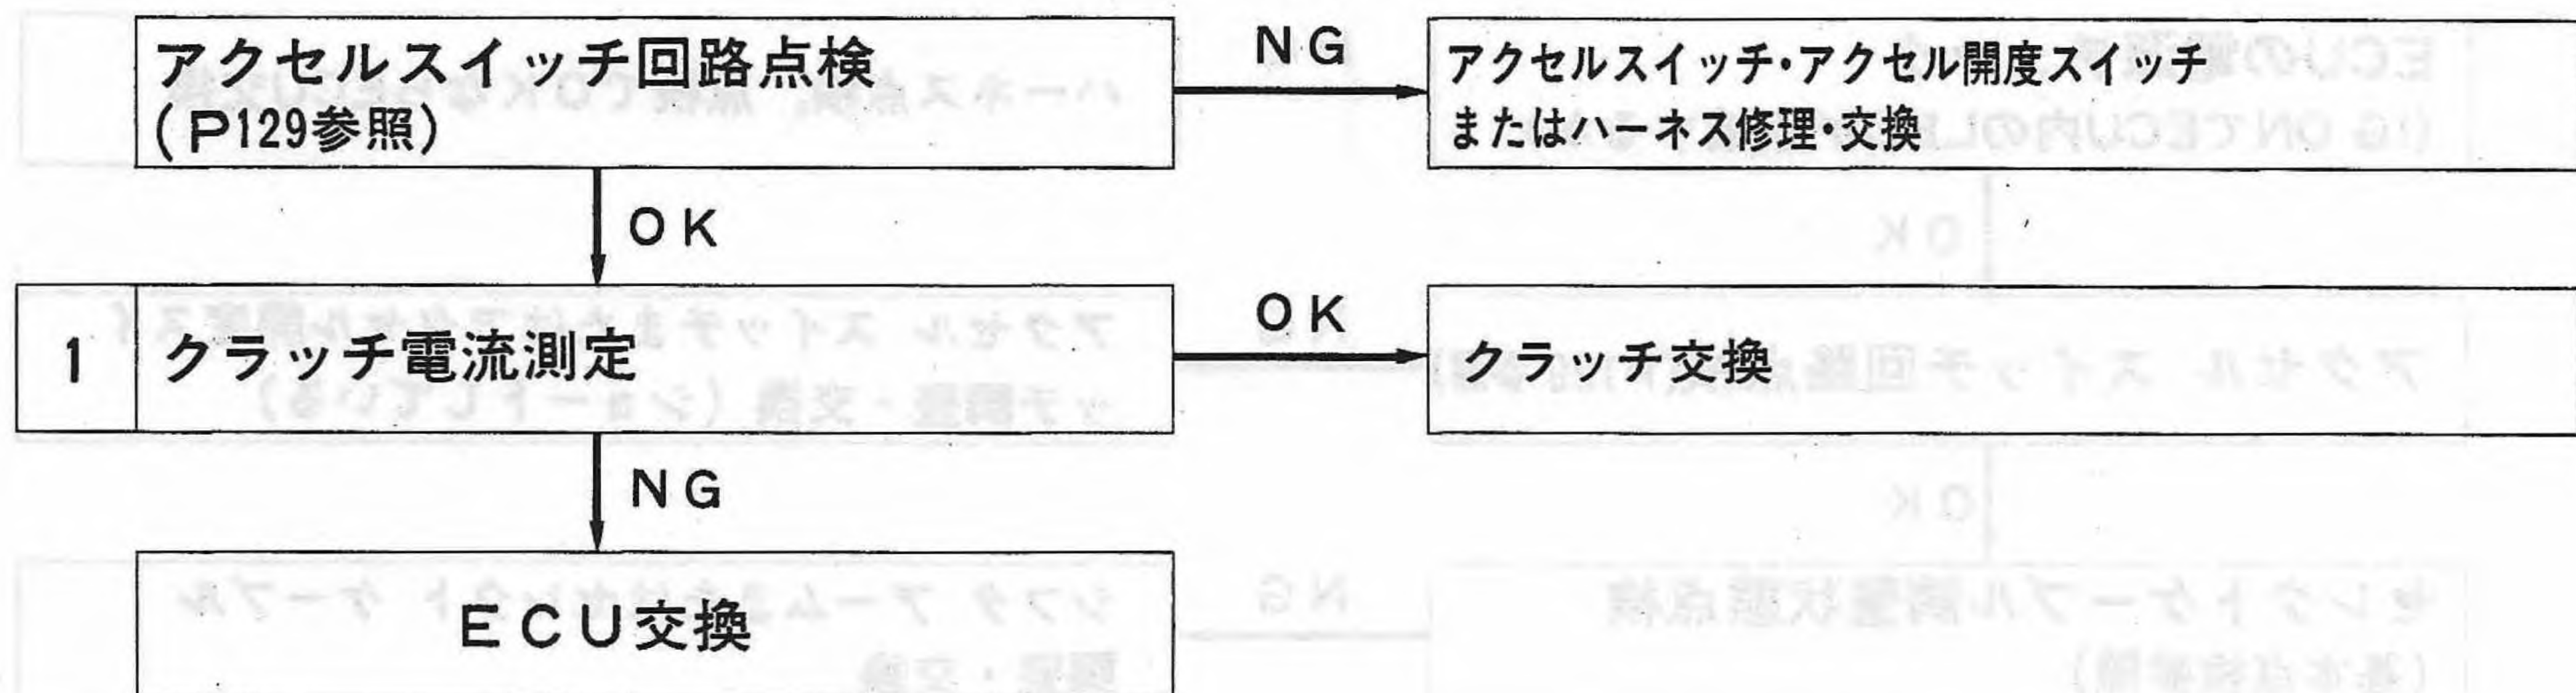 アクセルスイッチ回路点検
(P129参照)
NG
アクセルスイッチ・アクセル開度スイッチ
またはハーネス修理・交換
OK
1
クラッチ電流測定
OK
クラッチ交換
NG
ECU交換